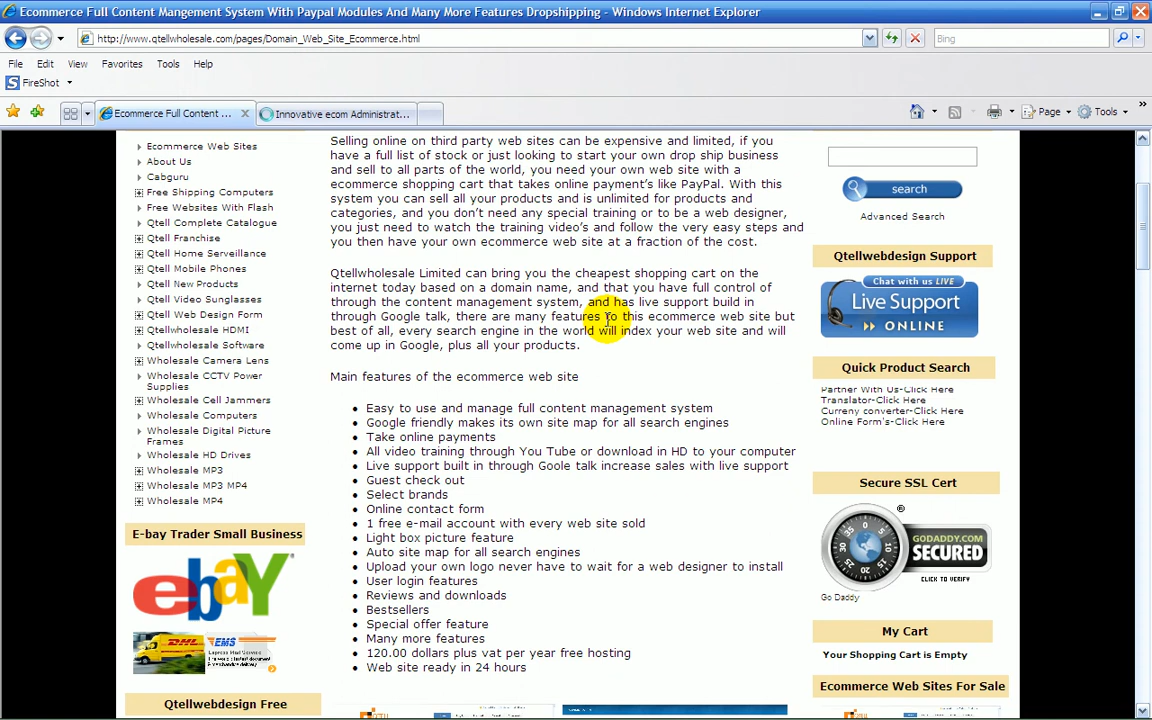 Ecommerce Full Content Mangement System With Paypal Modules And Many More Features Dropshipping - Windows Internet Explorer
http://www.qtellwholesale.com/pages/Domain_Web_Site_Ecommerce.html
Bing
File Edit View Favorites Tools Help
FireShot
Ecommerce Full Content ...
Innovative ecom Administrat...
Page
Tools
Ecommerce Web Sites
About Us
Cabguru
Free Shipping Computers
Free Websites With Flash
Qtell Complete Catalogue
Qtell Franchise
Qtell Home Serveillance
Qtell Mobile Phones
Qtell New Products
Qtell Video Sunglasses
Qtell Web Design Form
Qtellwholesale HDMI
Qtellwholesale Software
Wholesale Camera Lens
Wholesale CCTV Power
Supplies
Wholesale Cell Jammers
Wholesale Computers
Wholesale Digital Picture
Frames
Wholesale HD Drives
Wholesale MP3
Wholesale MP3 MP4
Wholesale MP4
E-bay Trader Small Business
ebay
DHL
EMS
Qtellwebdesign Free
Selling online on third party web sites can be expensive and limited, if you
have a full list of stock or just looking to start your own drop ship business
and sell to all parts of the world, you need your own web site with a
ecommerce shopping cart that takes online payment's like PayPal. With this
system you can sell all your products and is unlimited for products and
categories, and you don't need any special training or to be a web designer,
you just need to watch the training video's and follow the very easy steps and
you then have your own ecommerce web site at a fraction of the cost.
Qtellwholesale Limited can bring you the cheapest shopping cart on the
internet today based on a domain name, and that you have full control of
through the content management system, and has live support build in
through Google talk, there are many features to this ecommerce web site but
best of all, every search engine in the world will index your web site and will
come up in Google, plus all your products.
Main features of the ecommerce web site
Easy to use and manage full content management system
Google friendly makes its own site map for all search engines
Take online payments
All video training through You Tube or download in HD to your computer
Live support built in through Goole talk increase sales with live support
Guest check out
Select brands
Online contact form
1 free e-mail account with every web site sold
Light box picture feature
Auto site map for all search engines
Upload your own logo never have to wait for a web designer to install
User login features
Reviews and downloads
Bestsellers
Special offer feature
Many more features
120.00 dollars plus vat per year free hosting
Web site ready in 24 hours
search
Advanced Search
Qtellwebdesign Support
Chat with us LIVE
Live Support
ONLINE
Quick Product Search
Partner With Us-Click Here
Translator-Click Here
Curreny converter-Click Here
Online Form's-Click Here
Secure SSL Cert
GODADDY.COM
SECURED
CLICK TO VERIFY
Go Daddy
My Cart
Your Shopping Cart is Empty
Ecommerce Web Sites For Sale